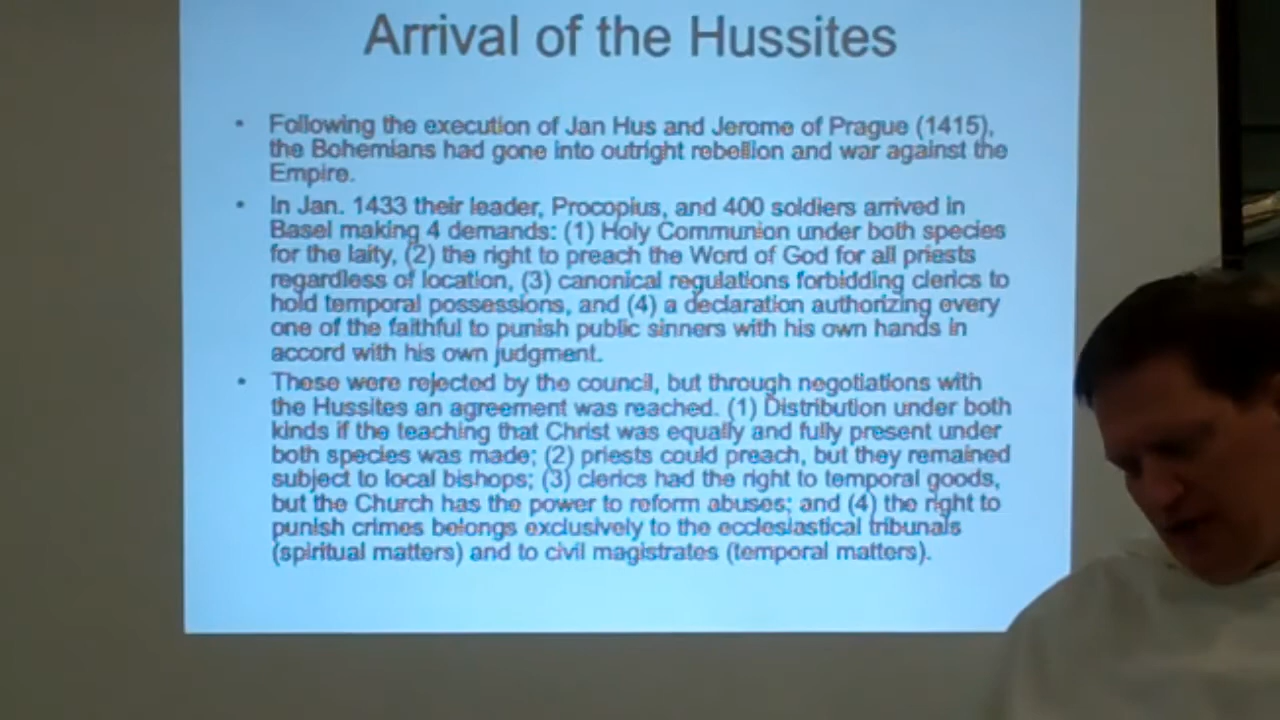 Arrival of the Hussites
• Following the execution of Jan Hus and Jerome of Prague (1415),
the Bohemians had gone into outright rebellion and war against the
Empire.
• In Jan. 1433 their leader, Procopius, and 400 soldiers arrived in
Basel making 4 demands: (1) Holy Communion under both species
for the laity, (2) the right to preach the Word of God for all priests
regardless of location, (3) canonical regulations forbidding clerics to
hold temporal possessions, and (4) a declaration authorizing every
one of the faithful to punish public sinners with his own hands in
accord with his own judgment.
• These were rejected by the council, but through negotiations with
the Hussites an agreement was reached. (1) Distribution under both
kinds if the teaching that Christ was equally and fully present under
both species was made; (2) priests could preach, but they remained
subject to local bishops; (3) clerics had the right to temporal goods,
but the Church has the power to reform abuses; and (4) the right to
punish crimes belongs exclusively to the ecclesiastical tribunals
(spiritual matters) and to civil magistrates (temporal matters).